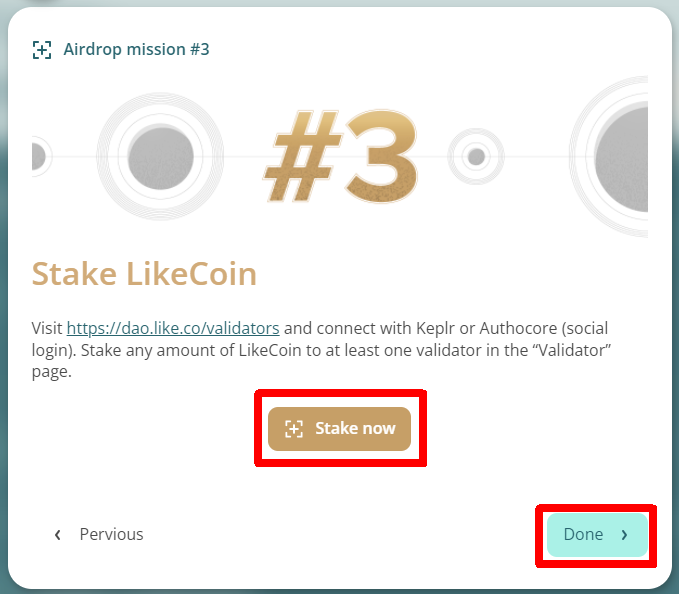 Airdrop mission #3
#3
Stake LikeCoin
Visit https://dao.like.co/validators and connect with Keplr or Authocore (social
login). Stake any amount of LikeCoin to at least one validator in the “Validator”
page.
Stake now
Pervious
Done